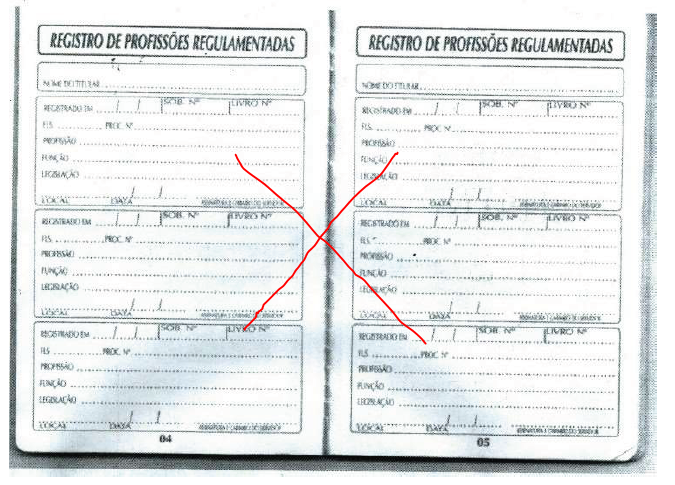 REGISTRO DE PROFISSÕES REGULAMENTADAS
NOME DO TITULAR
REGISTRADO EM / / SOB. Nº LIVRO Nº
FLS. PROC. Nº
PROFISSÃO
FUNÇÃO
LEGISLAÇÃO
LOCAL DATA / / ASSINATURA E CARIMBO DO SERVIDOR
REGISTRADO EM / / SOB. Nº LIVRO Nº
FLS. PROC. Nº
PROFISSÃO
FUNÇÃO
LEGISLAÇÃO
LOCAL DATA / / ASSINATURA E CARIMBO DO SERVIDOR
REGISTRADO EM / / SOB. Nº LIVRO Nº
FLS PROC. Nº
PROFISSÃO
FUNÇÃO
LEGISLAÇÃO
LOCAL DATA / / ASSINATURA E CARIMBO DO SERVIDOR
04
REGISTRO DE PROFISSÕES REGULAMENTADAS
NOME DO TITULAR
REGISTRADO EM / / SOB. Nº LIVRO Nº
FLS. PROC. Nº
PROFISSÃO
FUNÇÃO
LEGISLAÇÃO
LOCAL DATA / / ASSINATURA E CARIMBO DO SERVIDOR
REGISTRADO EM / / SOB. Nº LIVRO Nº
FLS. PROC. Nº
PROFISSÃO
FUNÇÃO
LEGISLAÇÃO
LOCAL DATA / / ASSINATURA E CARIMBO DO SERVIDOR
REGISTRADO EM / / SOB. Nº LIVRO Nº
FLS PROC. Nº
PROFISSÃO
FUNÇÃO
LEGISLAÇÃO
LOCAL DATA / / ASSINATURA E CARIMBO DO SERVIDOR
05